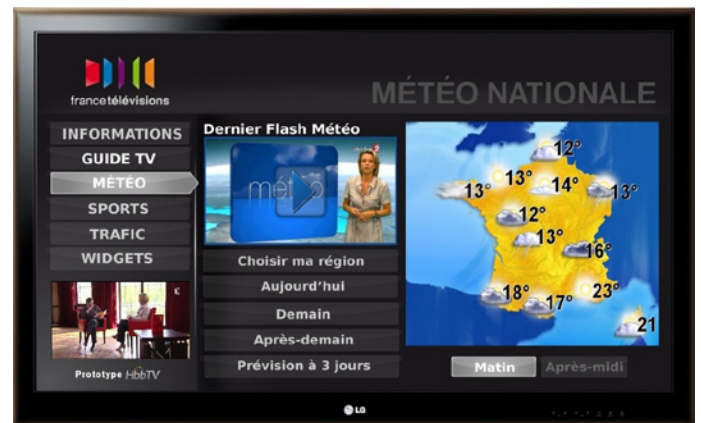 francetélévisions
MÉTÉO NATIONALE
INFORMATIONS
GUIDE TV
MÉTÉO
SPORTS
TRAFIC
WIDGETS
Prototype HbbTV
Dernier Flash Météo
météo
Choisir ma région
Aujourd'hui
Demain
Après-demain
Prévision à 3 jours
12°
13°
13°
14°
13°
12°
13°
16°
18°
17°
23°
21
Matin
Après-midi
LG